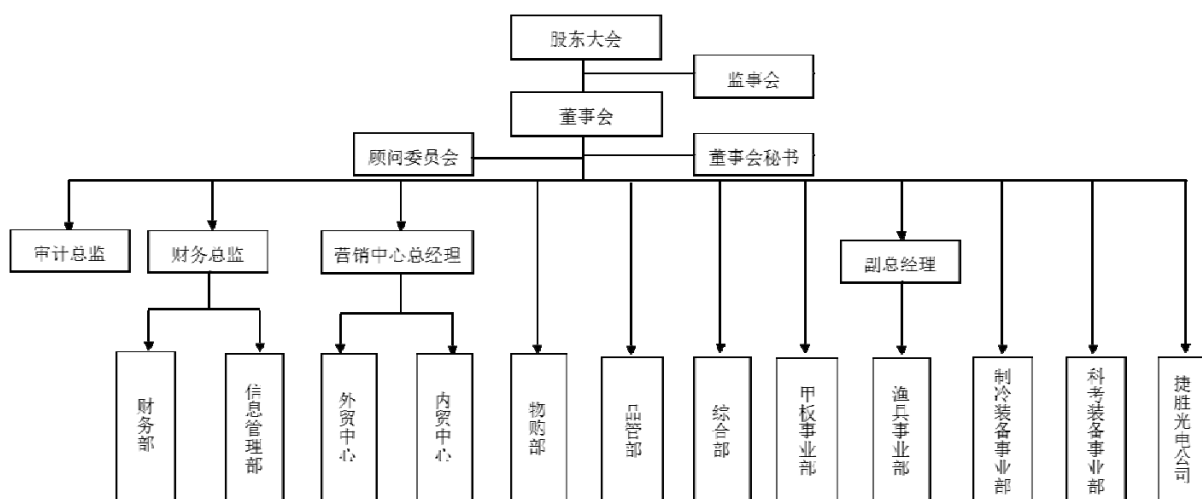 股东大会
监事会
董事会
顾问委员会
董事会秘书
审计总监
财务总监
营销中心总经理
副总经理
财务部
信息管理部
外贸中心
内贸中心
物购部
品管部
综合部
甲板事业部
渔具事业部
制冷装备事业部
科考装备事业部
捷胜光电公司